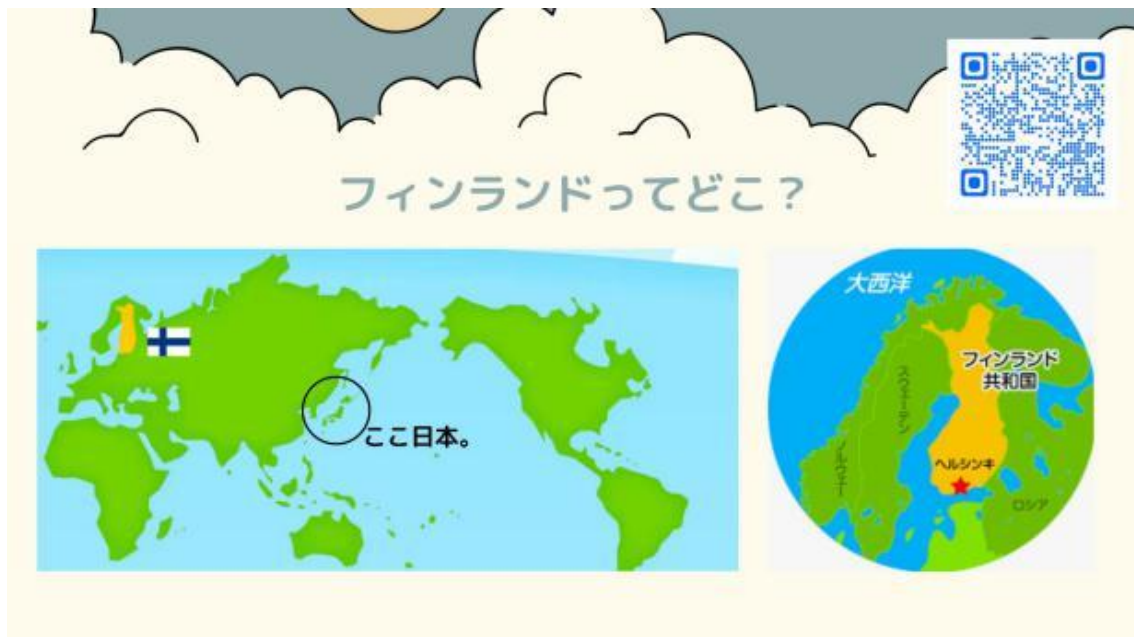 フィンランドってどこ？
ここ日本。
大西洋
フィンランド
共和国
スウェーデン
ノルウェー
ヘルシンキ
ロシア